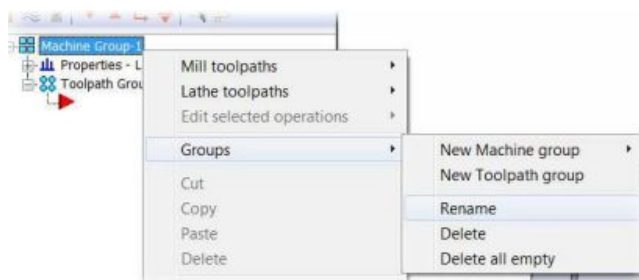 Machine Group-1
Properties - L
Toolpath Grou
Mill toolpaths
Lathe toolpaths
Edit selected operations
Groups
Cut
Copy
Paste
Delete
New Machine group
New Toolpath group
Rename
Delete
Delete all empty